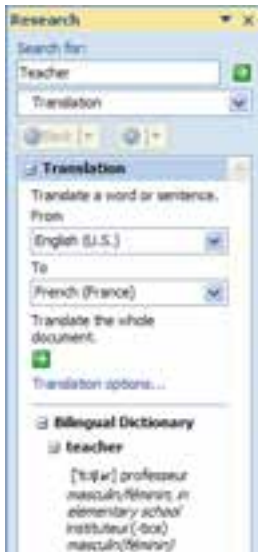 Research
Search for:
Teacher
Translation
Back
Translation
Translate a word or sentence.
From
English (U.S.)
To
French (France)
Translate the whole
document.
Translation options...
Bilingual Dictionary
teacher
professeur
masculin/féminin, in
elementary school
instituteur(-trice)
masculin/féminin)